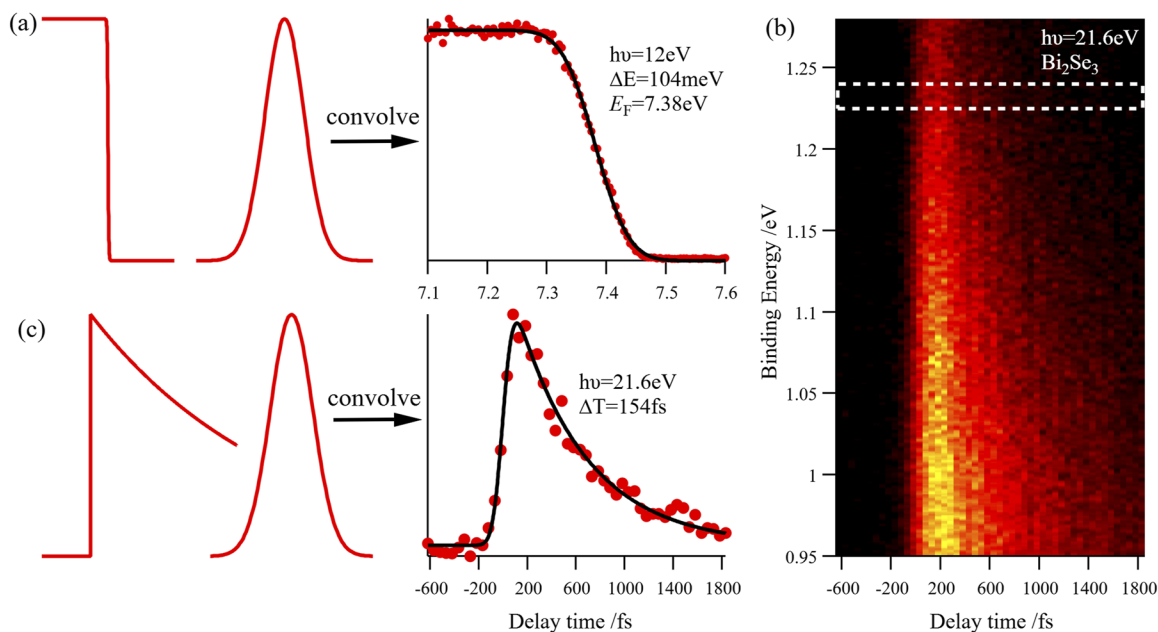 (a)
convolve
hυ=12eV
ΔE=104meV
E_F=7.38eV
7.1 7.2 7.3 7.4 7.5 7.6
(b)
hυ=21.6eV
Bi₂Se₃
Binding Energy /eV
1.25
1.2
1.15
1.1
1.05
1
0.95
-600 -200 200 600 1000 1400 1800
Delay time /fs
(c)
convolve
hυ=21.6eV
ΔT=154fs
-600 -200 200 600 1000 1400 1800
Delay time /fs